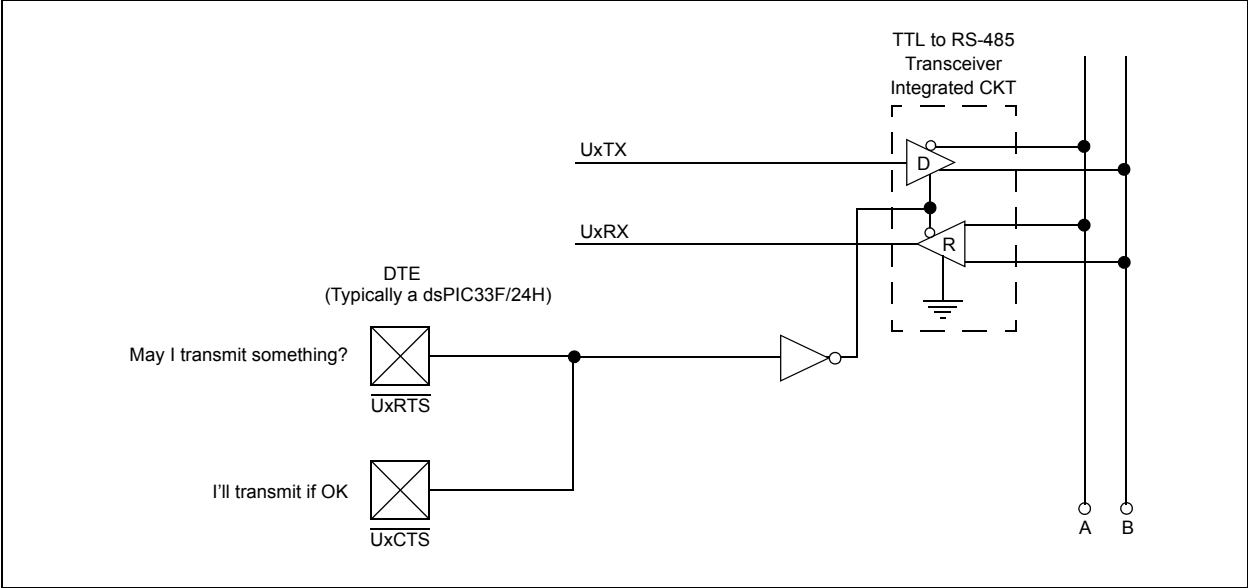 TTL to RS-485
Transceiver
Integrated CKT
UxTX
D
UxRX
R
DTE
(Typically a dsPIC33F/24H)
May I transmit something?
UxRTS
I'll transmit if OK
UxCTS
A B